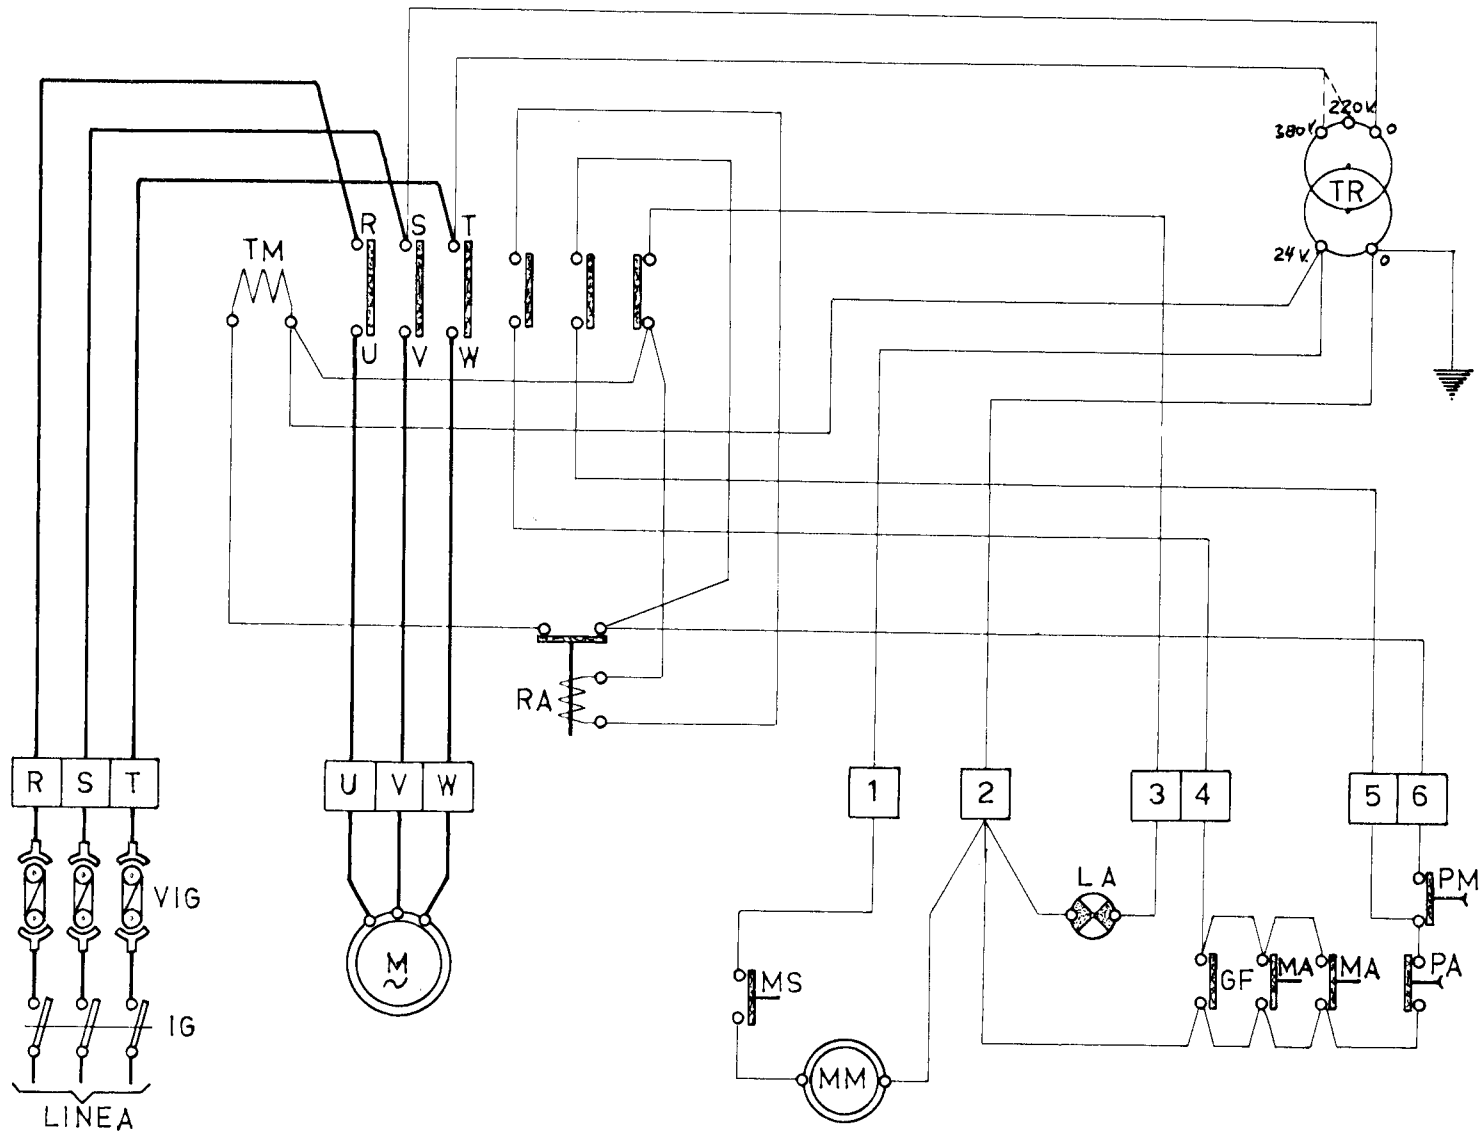 220V.
380V.
0
TR
R S T
TM
24V.
0
U V W
RA
R S T
U V W
1
2
3 4
5 6
LA
PM
VIG
M
GF
MA
MA
PA
MS
IG
MM
LINEA